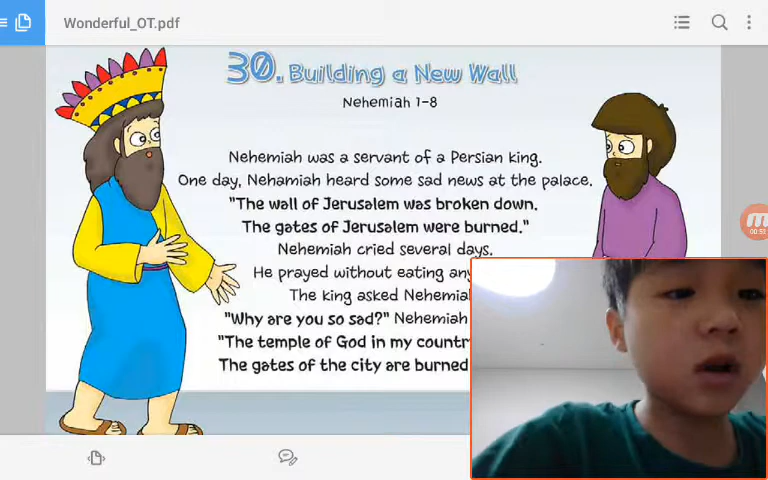 Wonderful_OT.pdf
30. Building a New Wall
Nehemiah 1-8
Nehemiah was a servant of a Persian king.
One day, Nehamiah heard some sad news at the palace.
"The wall of Jerusalem was broken down.
The gates of Jerusalem were burned."
Nehemiah cried several days.
He prayed without eating
The king asked
"Why are you so sad?" Nehemiah
"The temple of God in my
The gates of the city are burned
00:51